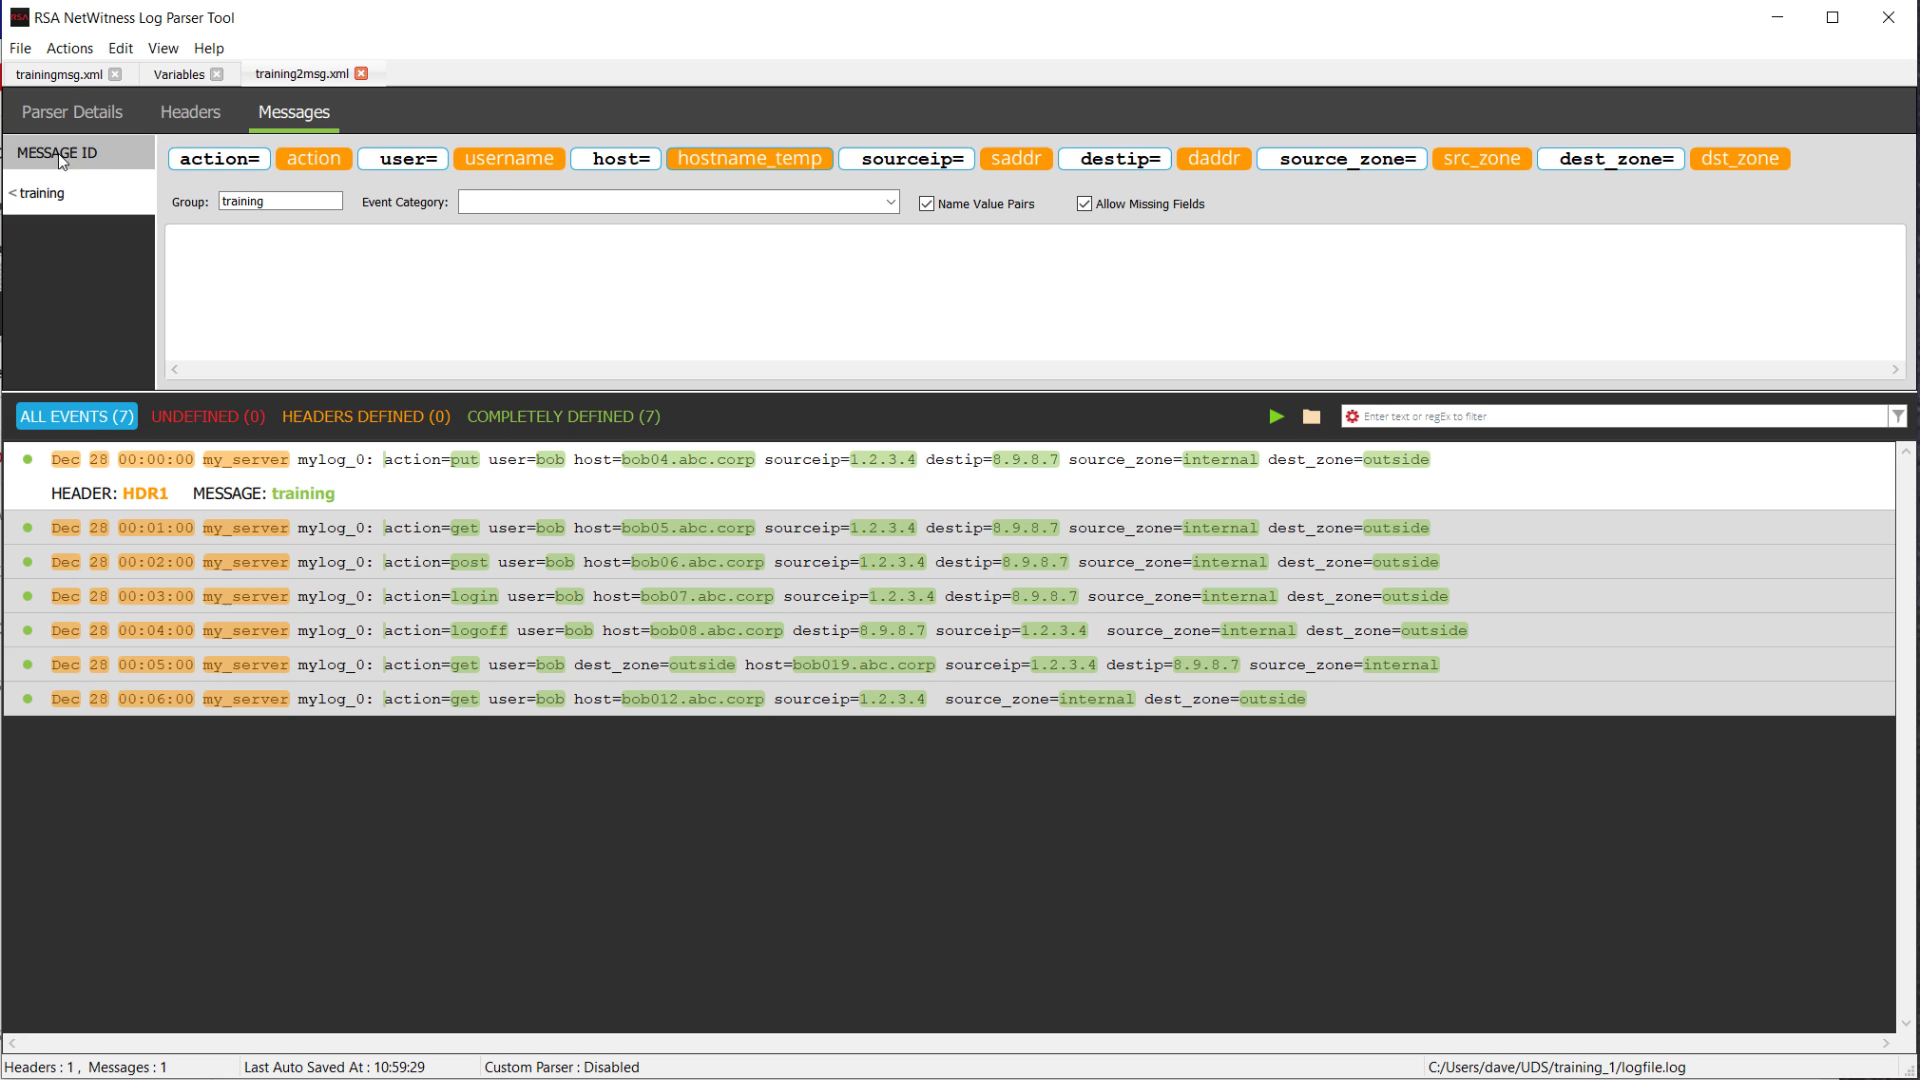 RSA RSA NetWitness Log Parser Tool
File Actions Edit View Help
trainingmsg.xml Variables training2msg.xml
Parser Details Headers Messages
MESSAGE ID
< training
action= action user= username host= hostname_temp sourceip= saddr destip= daddr source_zone= src_zone dest_zone= dst_zone
Group: training Event Category: Name Value Pairs Allow Missing Fields
ALL EVENTS (7) UNDEFINED (0) HEADERS DEFINED (0) COMPLETELY DEFINED (7) Enter text or regEx to filter
Dec 28 00:00:00 my_server mylog_0: action=put user=bob host=bob04.abc.corp sourceip=1.2.3.4 destip=8.9.8.7 source_zone=internal dest_zone=outside
HEADER: HDR1 MESSAGE: training
Dec 28 00:01:00 my_server mylog_0: action=get user=bob host=bob05.abc.corp sourceip=1.2.3.4 destip=8.9.8.7 source_zone=internal dest_zone=outside
Dec 28 00:02:00 my_server mylog_0: action=post user=bob host=bob06.abc.corp sourceip=1.2.3.4 destip=8.9.8.7 source_zone=internal dest_zone=outside
Dec 28 00:03:00 my_server mylog_0: action=login user=bob host=bob07.abc.corp sourceip=1.2.3.4 destip=8.9.8.7 source_zone=internal dest_zone=outside
Dec 28 00:04:00 my_server mylog_0: action=logoff user=bob host=bob08.abc.corp destip=8.9.8.7 sourceip=1.2.3.4 source_zone=internal dest_zone=outside
Dec 28 00:05:00 my_server mylog_0: action=get user=bob dest_zone=outside host=bob019.abc.corp sourceip=1.2.3.4 destip=8.9.8.7 source_zone=internal
Dec 28 00:06:00 my_server mylog_0: action=get user=bob host=bob012.abc.corp sourceip=1.2.3.4 source_zone=internal dest_zone=outside
Headers : 1 , Messages : 1 Last Auto Saved At : 10:59:29 Custom Parser : Disabled C:/Users/dave/UDS/training_1/logfile.log